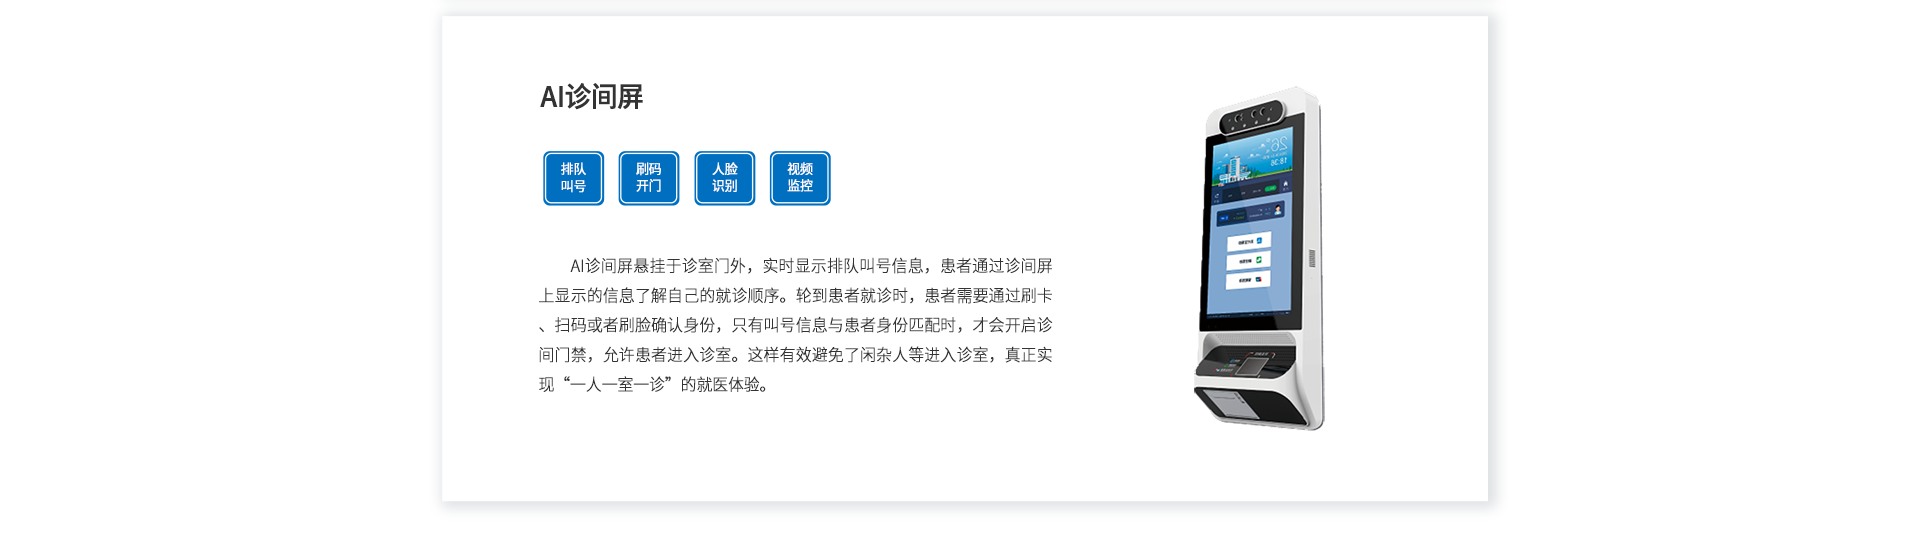 AI诊间屏
排队
叫号
刷码
开门
人脸
识别
视频
监控
AI诊间屏悬挂于诊室门外，实时显示排队叫号信息，患者通过诊间屏
上显示的信息了解自己的就诊顺序。轮到患者就诊时，患者需要通过刷卡
、扫码或者刷脸确认身份，只有叫号信息与患者身份匹配时，才会开启诊
间门禁，允许患者进入诊室。这样有效避免了闲杂人等进入诊室，真正实
现“一人一室一诊”的就医体验。